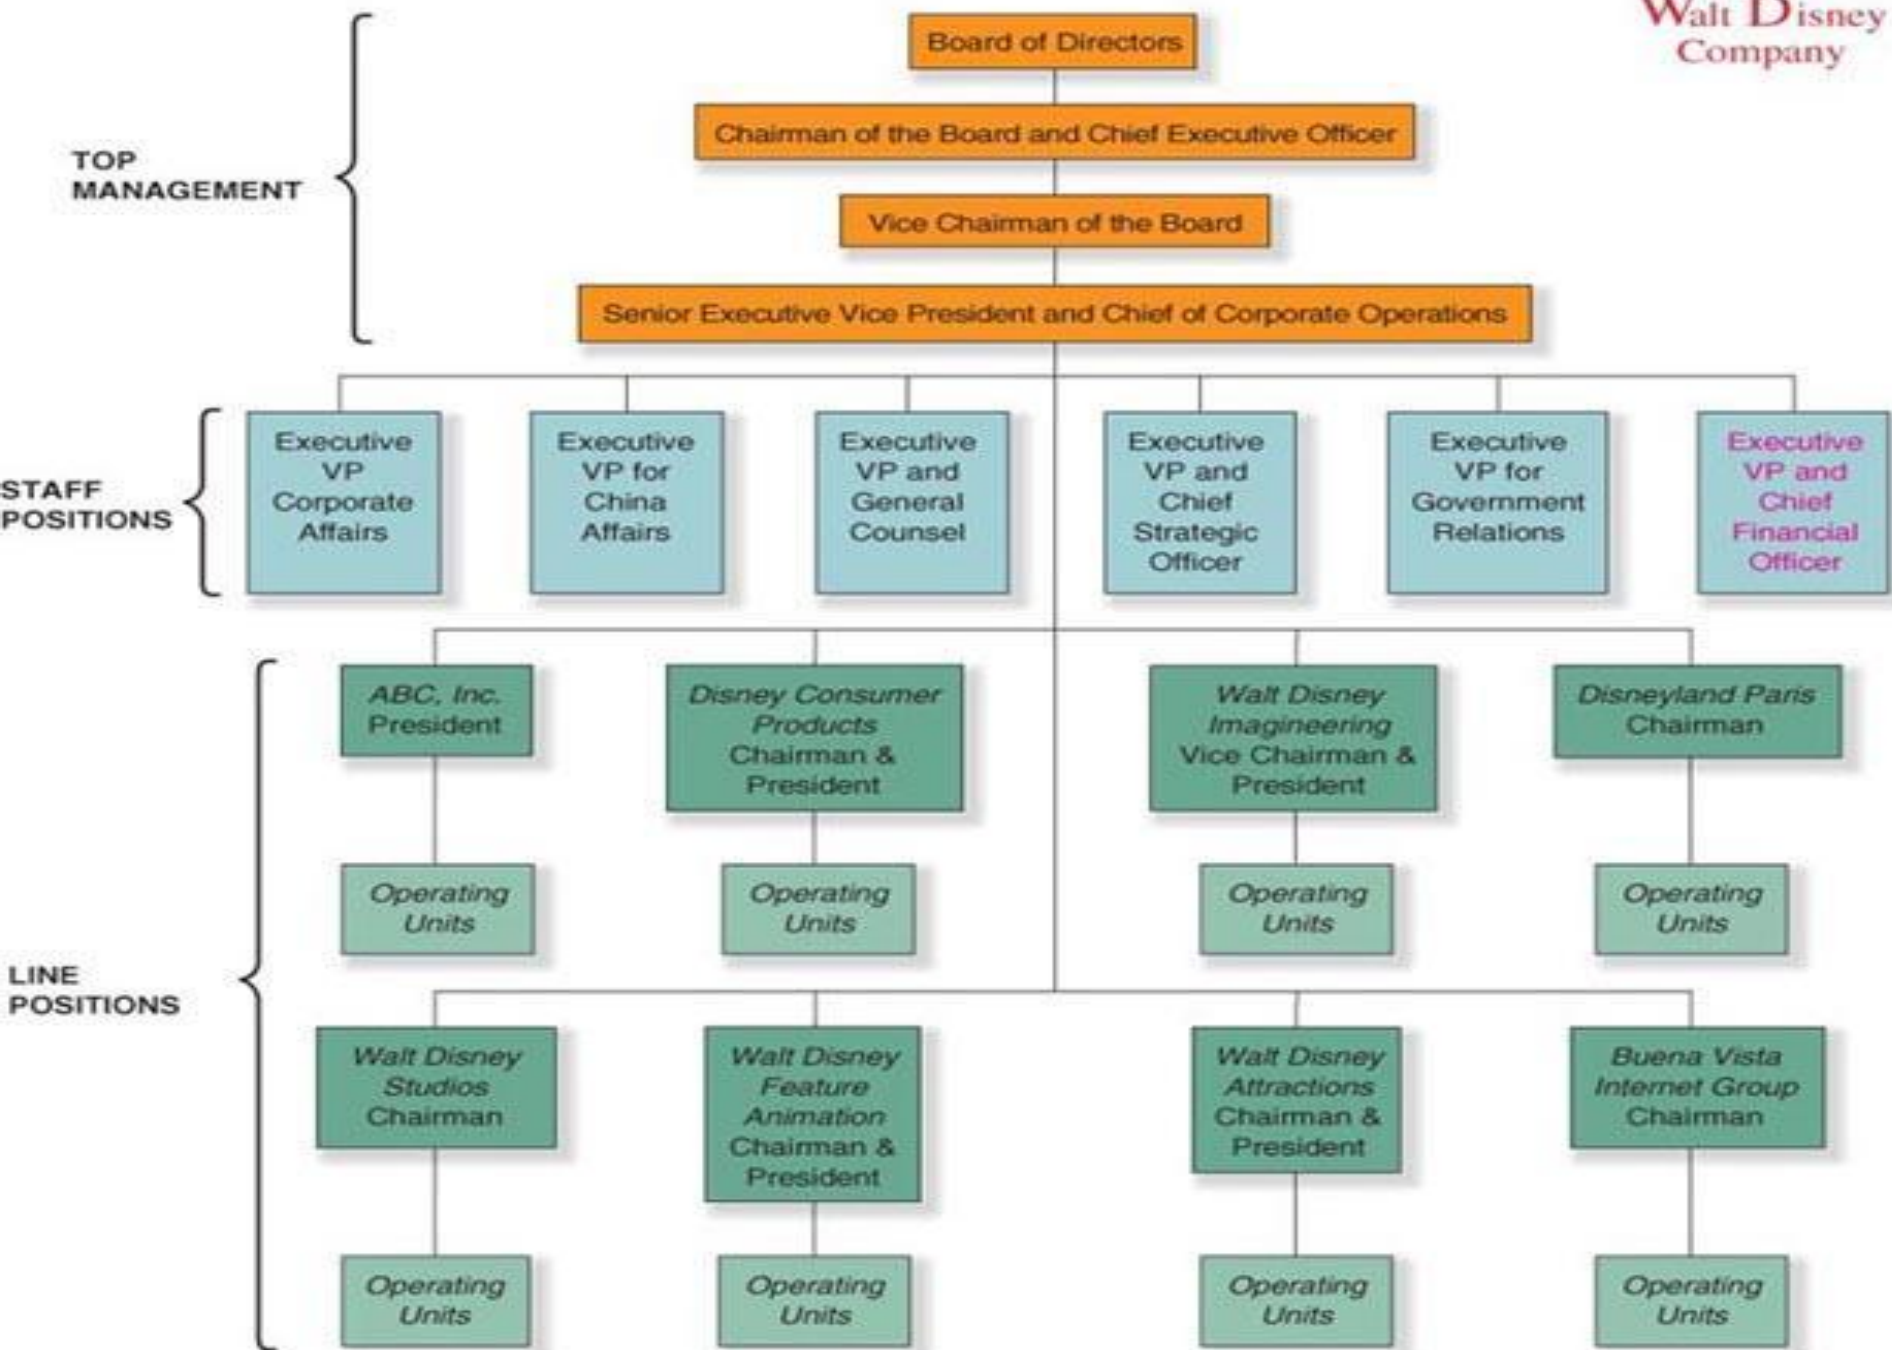 Walt Disney
Company
Board of Directors
Chairman of the Board and Chief Executive Officer
TOP
MANAGEMENT
Vice Chairman of the Board
Senior Executive Vice President and Chief of Corporate Operations
STAFF
POSITIONS
Executive
VP
Corporate
Affairs
Executive
VP for
China
Affairs
Executive
VP and
General
Counsel
Executive
VP and
Chief
Strategic
Officer
Executive
VP for
Government
Relations
Executive
VP and
Chief
Financial
Officer
LINE
POSITIONS
ABC, Inc.
President
Disney Consumer
Products
Chairman &
President
Walt Disney
Imagineering
Vice Chairman &
President
Disneyland Paris
Chairman
Operating
Units
Operating
Units
Operating
Units
Operating
Units
Walt Disney
Studios
Chairman
Walt Disney
Feature
Animation
Chairman &
President
Walt Disney
Attractions
Chairman &
President
Buena Vista
Internet Group
Chairman
Operating
Units
Operating
Units
Operating
Units
Operating
Units